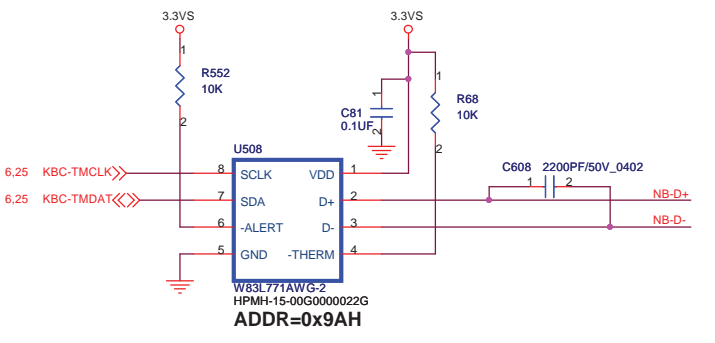 3.3VS
3.3VS
1
R552
10K
2
1
C81
0.1UF
2
1
R68
10K
2
U508
6,25 KBC-TMCLK
8 SCLK VDD 1
6,25 KBC-TMDAT
7 SDA D+ 2
6 -ALERT D- 3
5 GND -THERM 4
C608 2200PF/50V_0402
1 2
NB-D+
NB-D-
W83L771AWG-2
HPMH-15-00G0000022G
ADDR=0x9AH